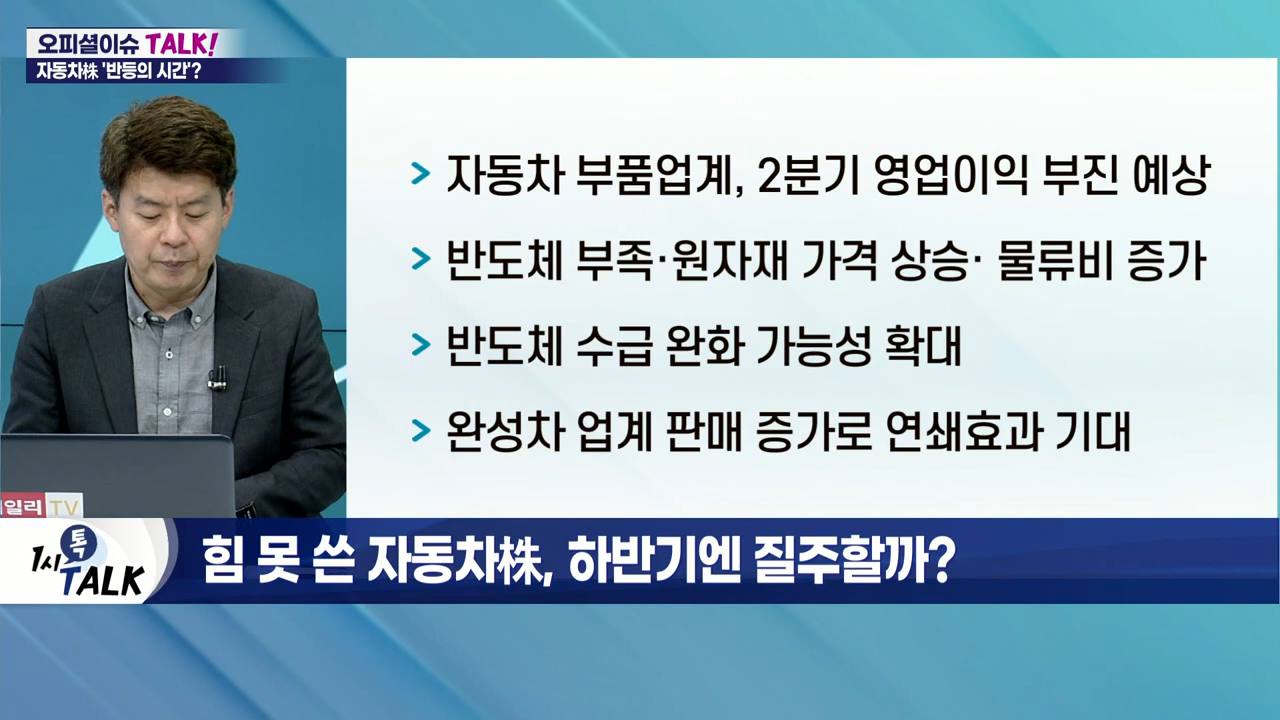 오피셜이슈 TALK!
자동차株 '반등의 시간'?
> 자동차 부품업계, 2분기 영업이익 부진 예상
> 반도체 부족·원자재 가격 상승· 물류비 증가
> 반도체 수급 완화 가능성 확대
> 완성차 업계 판매 증가로 연쇄효과 기대
일리 TV
1시 톡 TALK
힘 못 쓴 자동차株, 하반기엔 질주할까?